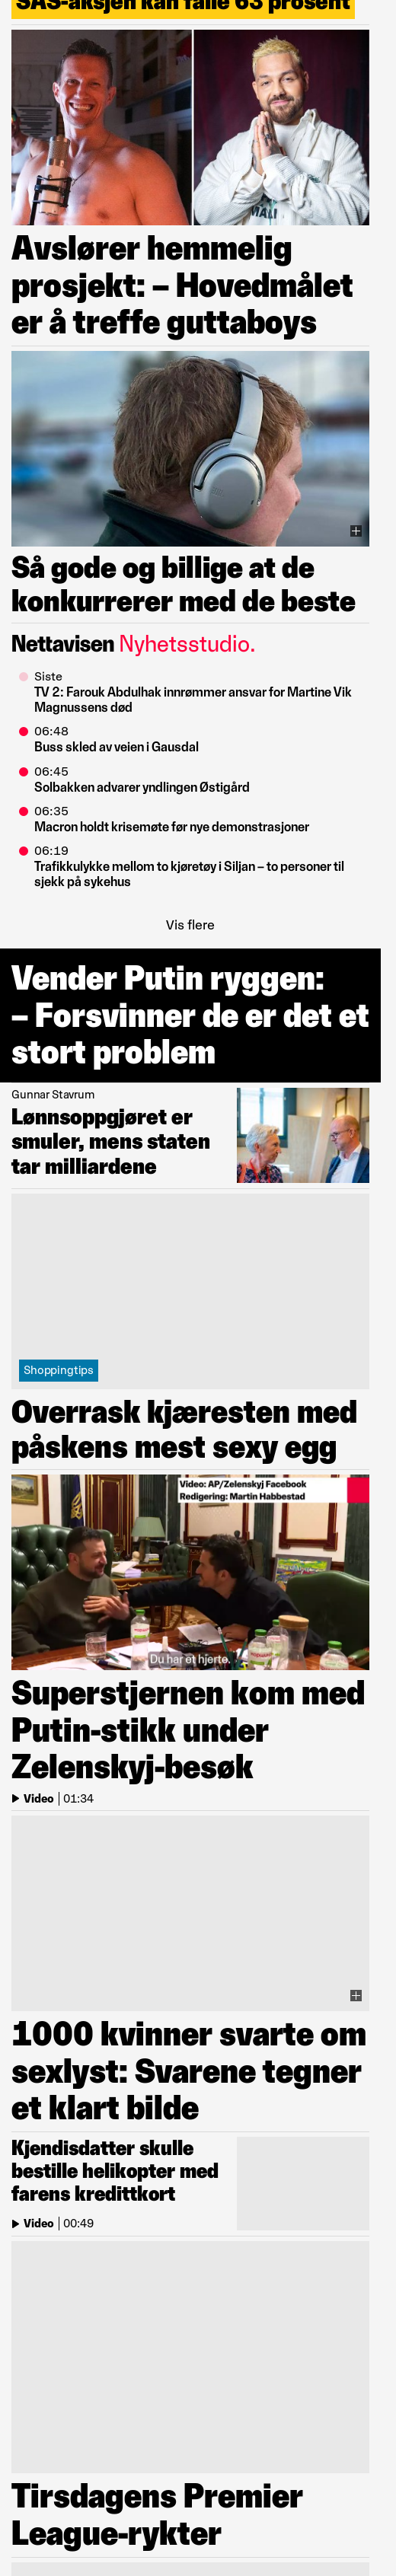 SAS-aksjen kan falle 63 prosent
MALI
Avslører hemmelig
prosjekt: – Hovedmålet
er å treffe guttaboys
Så gode og billige at de
konkurrerer med de beste
Nettavisen Nyhetsstudio.
Siste
TV 2: Farouk Abdulhak innrømmer ansvar for Martine Vik
Magnussens død
06:48
Buss skled av veien i Gausdal
06:45
Solbakken advarer yndlingen Østigård
06:35
Macron holdt krisemøte før nye demonstrasjoner
06:19
Trafikkulykke mellom to kjøretøy i Siljan – to personer til
sjekk på sykehus
Vis flere
Vender Putin ryggen:
– Forsvinner de er det et
stort problem
Gunnar Stavrum
Lønnsoppgjøret er
smuler, mens staten
tar milliardene
Shoppingtips
Overrask kjæresten med
påskens mest sexy egg
Video: AP/Zelenskyj Facebook
Redigering: Martin Habbestad
Du har et hjerte.
Superstjernen kom med
Putin-stikk under
Zelenskyj-besøk
Video | 01:34
1000 kvinner svarte om
sexlyst: Svarene tegner
et klart bilde
Kjendisdatter skulle
bestille helikopter med
farens kredittkort
Video | 00:49
Tirsdagens Premier
League-rykter